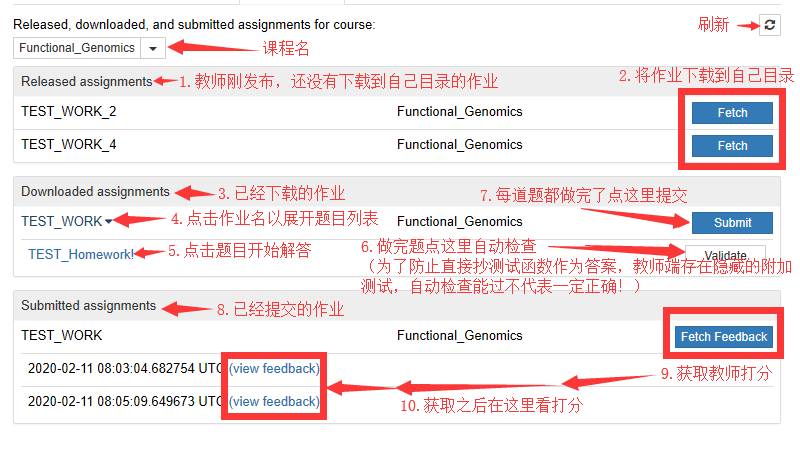 Released, downloaded, and submitted assignments for course:
刷新
Functional_Genomics
课程名
Released assignments
1.教师刚发布，还没有下载到自己目录的作业
2.将作业下载到自己目录
TEST_WORK_2 Functional_Genomics Fetch
TEST_WORK_4 Functional_Genomics Fetch
Downloaded assignments
3.已经下载的作业
7.每道题都做完了点这里提交
TEST_WORK
4.点击作业名以展开题目列表
Functional_Genomics Submit
TEST_Homework!
5.点击题目开始解答
6.做完题点这里自动检查
Validate
（为了防止直接抄测试函数作为答案，教师端存在隐藏的附加
测试，自动检查能过不代表一定正确！）
Submitted assignments
8.已经提交的作业
TEST_WORK Functional_Genomics Fetch Feedback
2020-02-11 08:03:04.682754 UTC (view feedback)
9.获取教师打分
2020-02-11 08:05:09.649673 UTC (view feedback)
10.获取之后在这里看打分